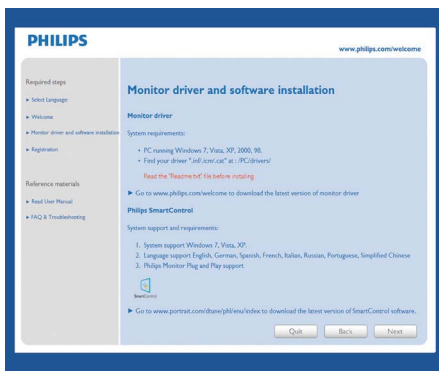 PHILIPS
www.philips.com/welcome
Required steps
Select Language
Welcome
Monitor driver and software installation
Registration
Reference materials
Read User Manual
FAQ & Troubleshooting
Monitor driver and software installation
Monitor driver
System requirements:
• PC running Windows 7, Vista, XP, 2000, 98.
• Find your driver ".inf/.icm/.cat" at : /PC/drivers/
Read the 'Readme.txt' file before installing
Go to www.philips.com/welcome to download the latest version of monitor driver
Philips SmartControl
System support and requirements:
1. System support Windows 7, Vista, XP.
2. Language support English, German, Spanish, French, Italian, Russian, Portuguese, Simplified Chinese
3. Philips Monitor Plug and Play support.
SmartControl
Go to www.portrait.com/dtune/phl/enu/index to download the latest version of SmartControl software.
Quit Back Next